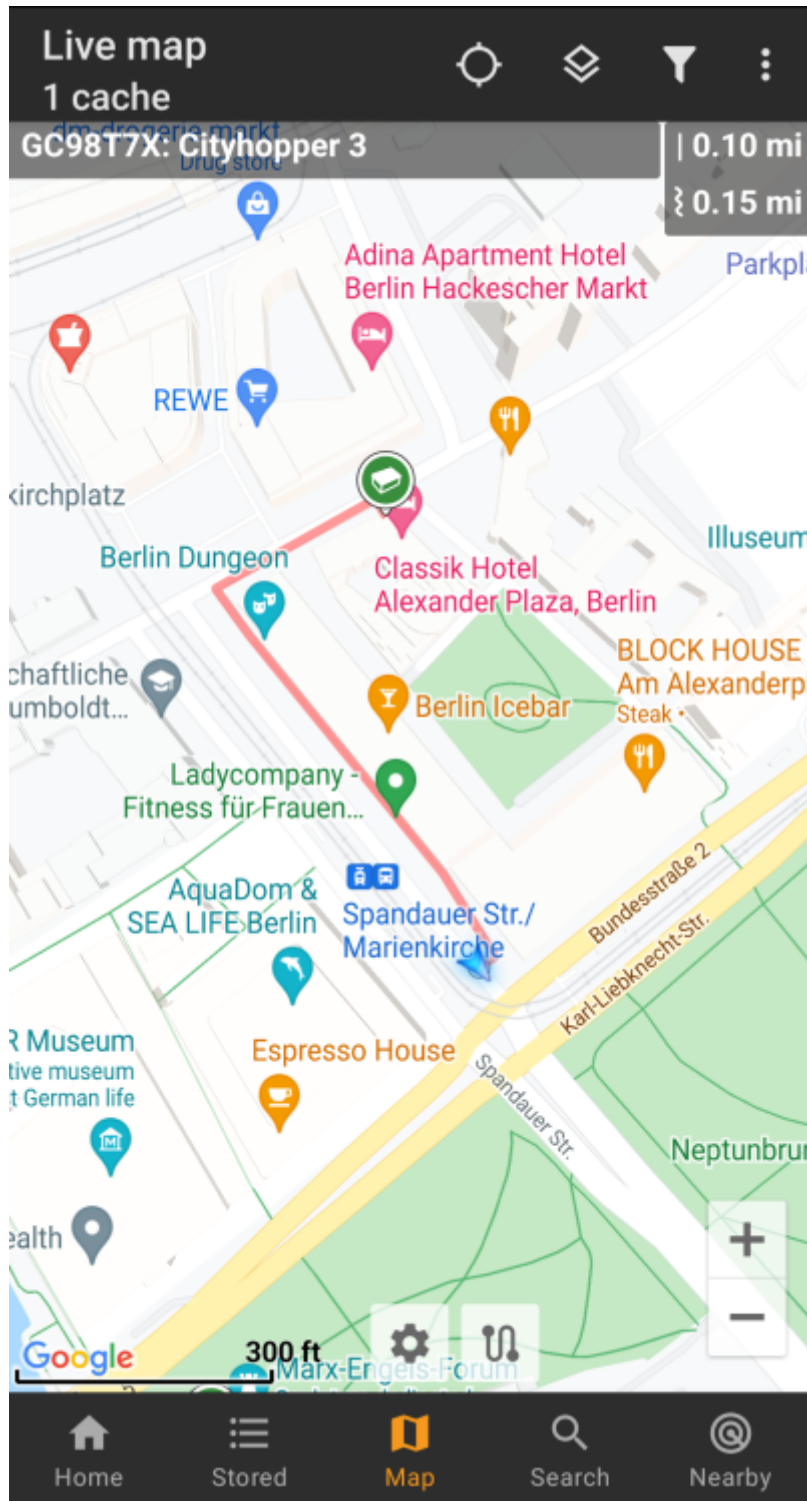 Live map
1 cache
dm-drogerie markt
Drug store
GC98T7X: Cityhopper 3
0.10 mi
0.15 mi
Adina Apartment Hotel
Berlin Hackescher Markt
Parkpl
REWE
kirchplatz
Berlin Dungeon
Illuseum
Classik Hotel
Alexander Plaza, Berlin
chaftliche
umboldt...
BLOCK HOUSE
Am Alexanderp
Steak •
Berlin Icebar
Ladycompany -
Fitness für Frauen...
Bundesstraße 2
AquaDom &
SEA LIFE Berlin
Spandauer Str./
Marienkirche
Karl-Liebknecht-Str.
R Museum
tive museum
t German life
Espresso House
Spandauer Str.
Neptunbrun
ealth
+
−
Google
300 ft
Marx-Engels-Forum
Home
Stored
Map
Search
Nearby